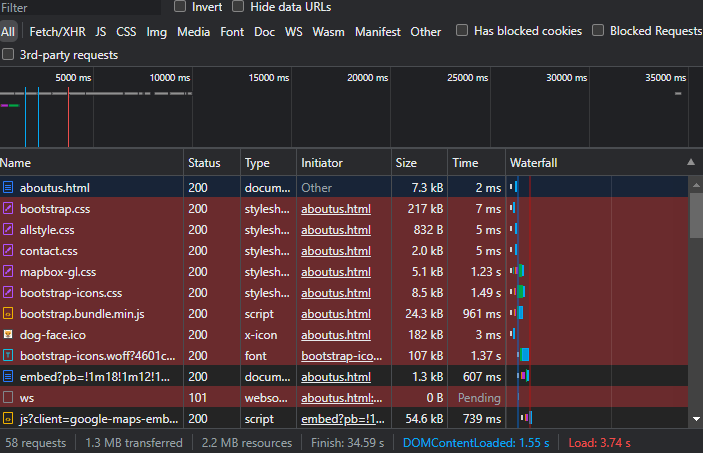 Filter Invert Hide data URLs
All Fetch/XHR JS CSS Img Media Font Doc WS Wasm Manifest Other Has blocked cookies Blocked Requests
3rd-party requests
5000 ms 10000 ms 15000 ms 20000 ms 25000 ms 30000 ms 35000 ms
Name Status Type Initiator Size Time Waterfall
aboutus.html 200 docum... Other 7.3 kB 2 ms
bootstrap.css 200 stylesh... aboutus.html 217 kB 7 ms
allstyle.css 200 stylesh... aboutus.html 832 B 5 ms
contact.css 200 stylesh... aboutus.html 2.0 kB 5 ms
mapbox-gl.css 200 stylesh... aboutus.html 5.1 kB 1.23 s
bootstrap-icons.css 200 stylesh... aboutus.html 8.5 kB 1.49 s
bootstrap.bundle.min.js 200 script aboutus.html 24.3 kB 961 ms
dog-face.ico 200 x-icon aboutus.html 182 kB 3 ms
bootstrap-icons.woff?4601c... 200 font bootstrap-ico... 107 kB 1.37 s
embed?pb=!1m18!1m12!1... 200 docum... aboutus.html 1.3 kB 607 ms
ws 101 webso... aboutus.html:... 0 B Pending
js?client=google-maps-emb... 200 script embed?pb=!1... 54.6 kB 739 ms
58 requests 1.3 MB transferred 2.2 MB resources Finish: 34.59 s DOMContentLoaded: 1.55 s Load: 3.74 s